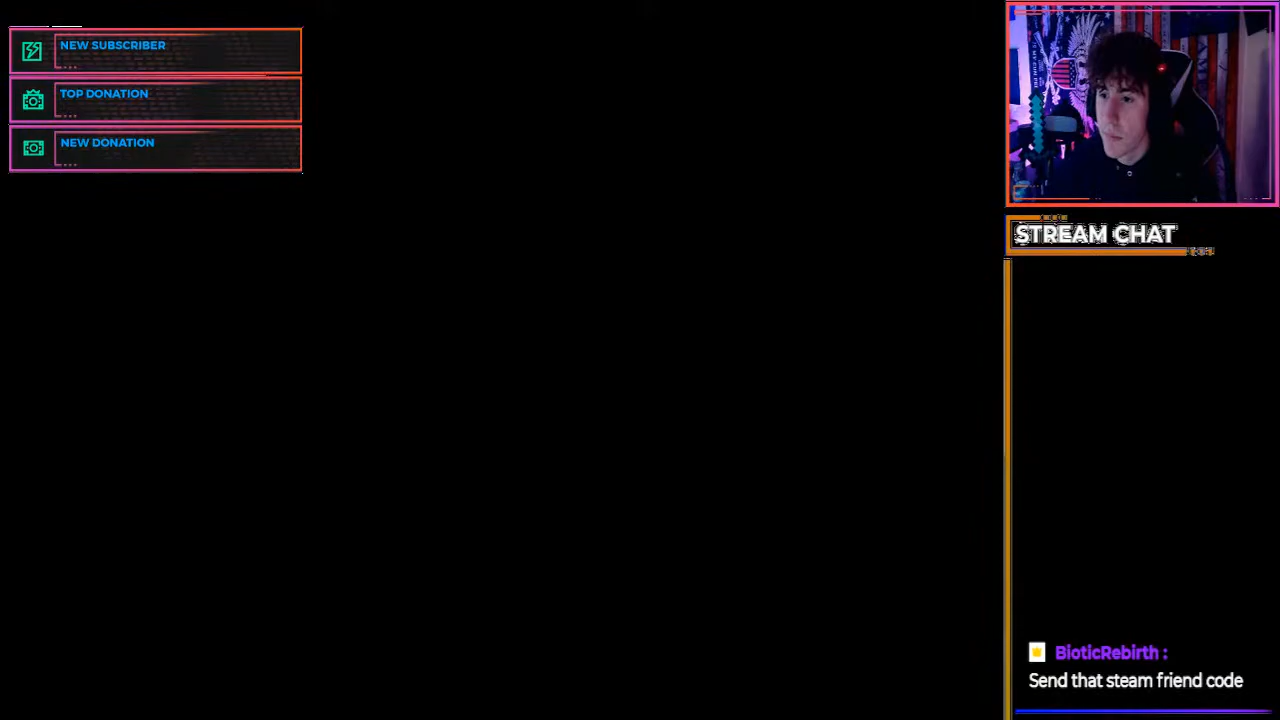 NEW SUBSCRIBER
TOP DONATION
NEW DONATION
STREAM CHAT
BioticRebirth :
Send that steam friend code